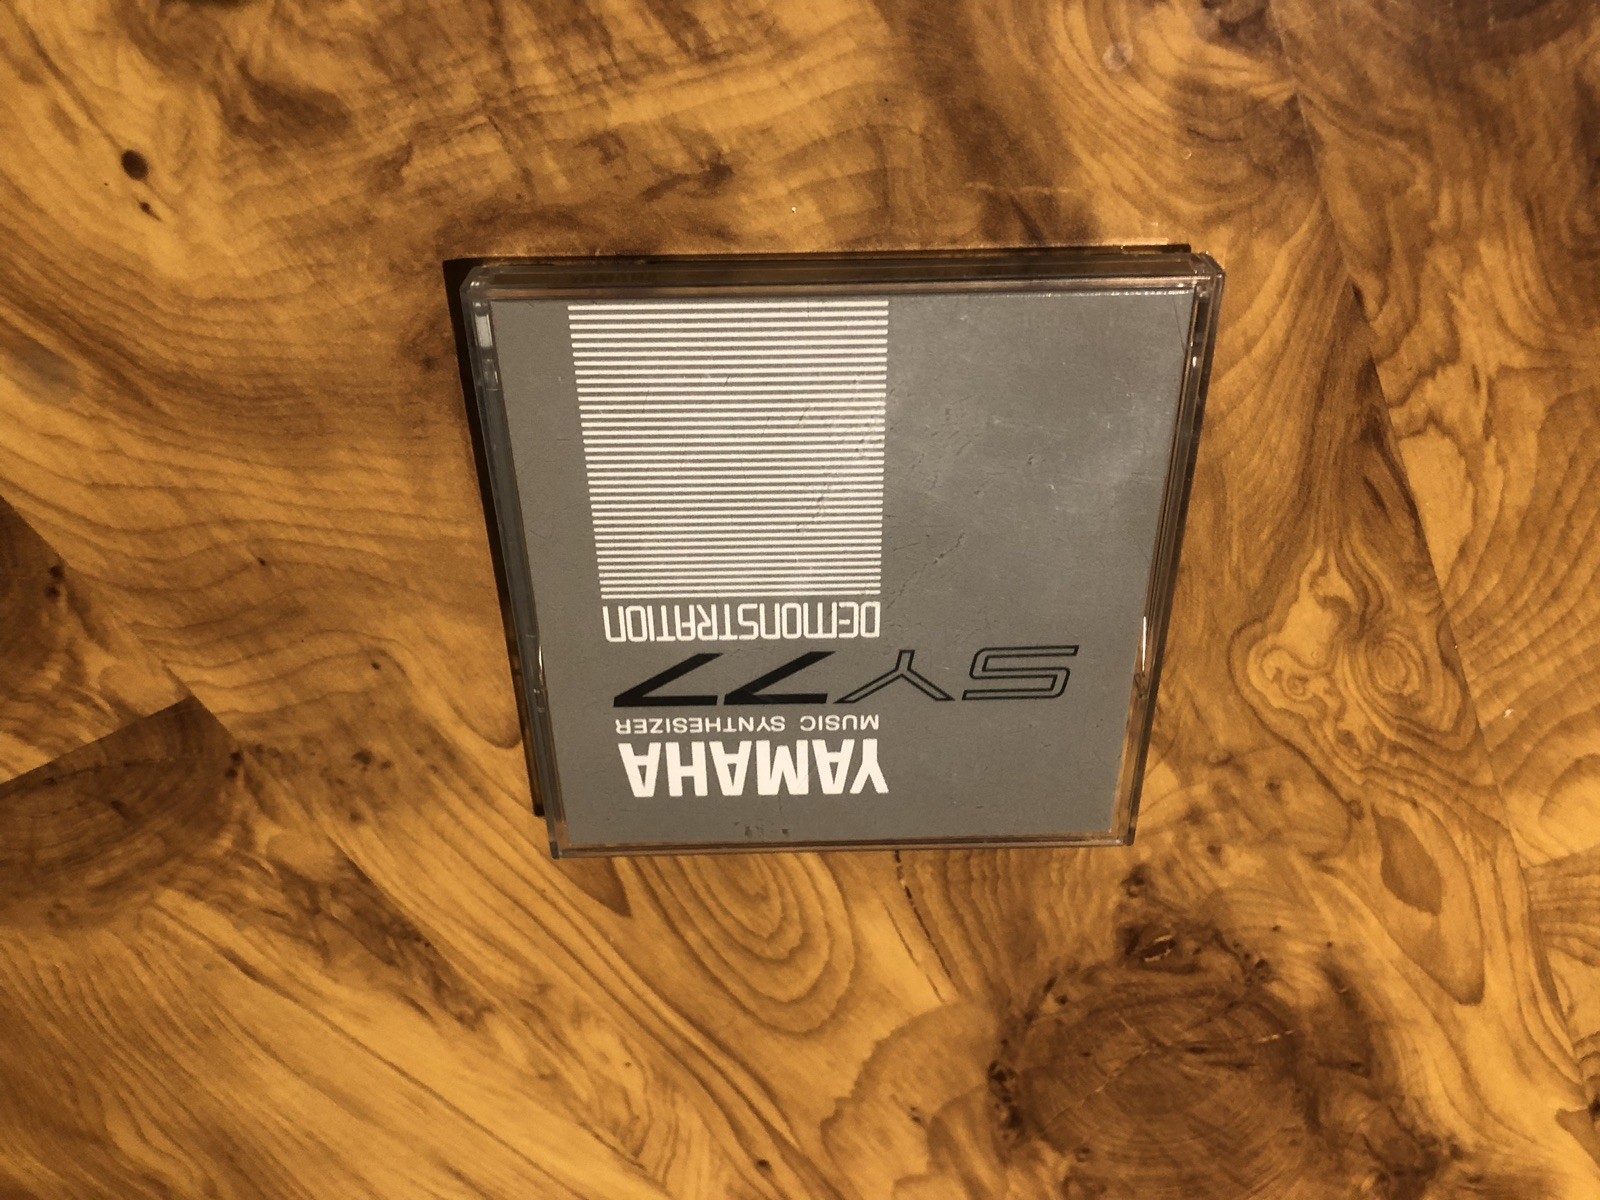 YAMAHA
MUSIC SYNTHESIZER
SY77
DEMONSTRATION